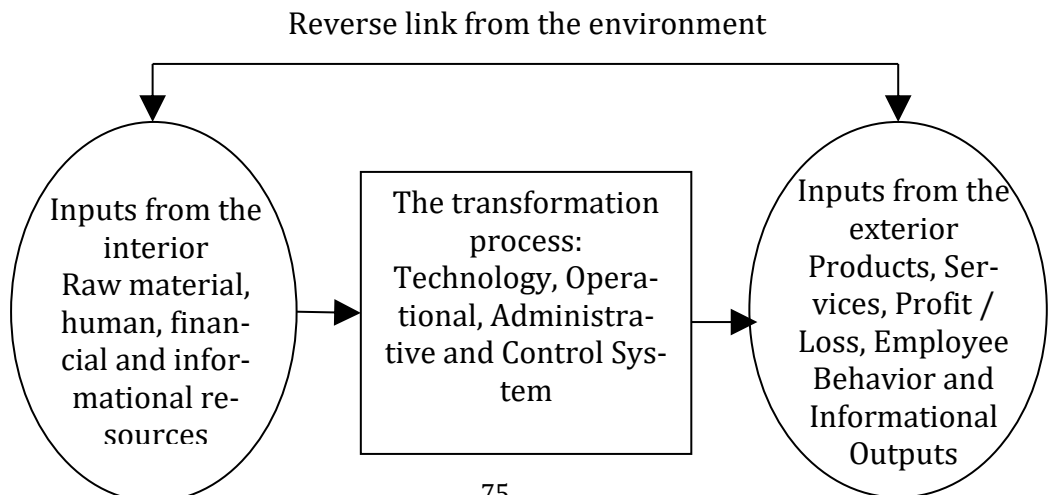 Reverse link from the environment
Inputs from the
interior
Raw material,
human, finan-
cial and infor-
mational re-
sources
The transformation
process:
Technology, Opera-
tional, Administra-
tive and Control Sys-
tem
Inputs from the
exterior
Products, Ser-
vices, Profit /
Loss, Employee
Behavior and
Informational
Outputs
75